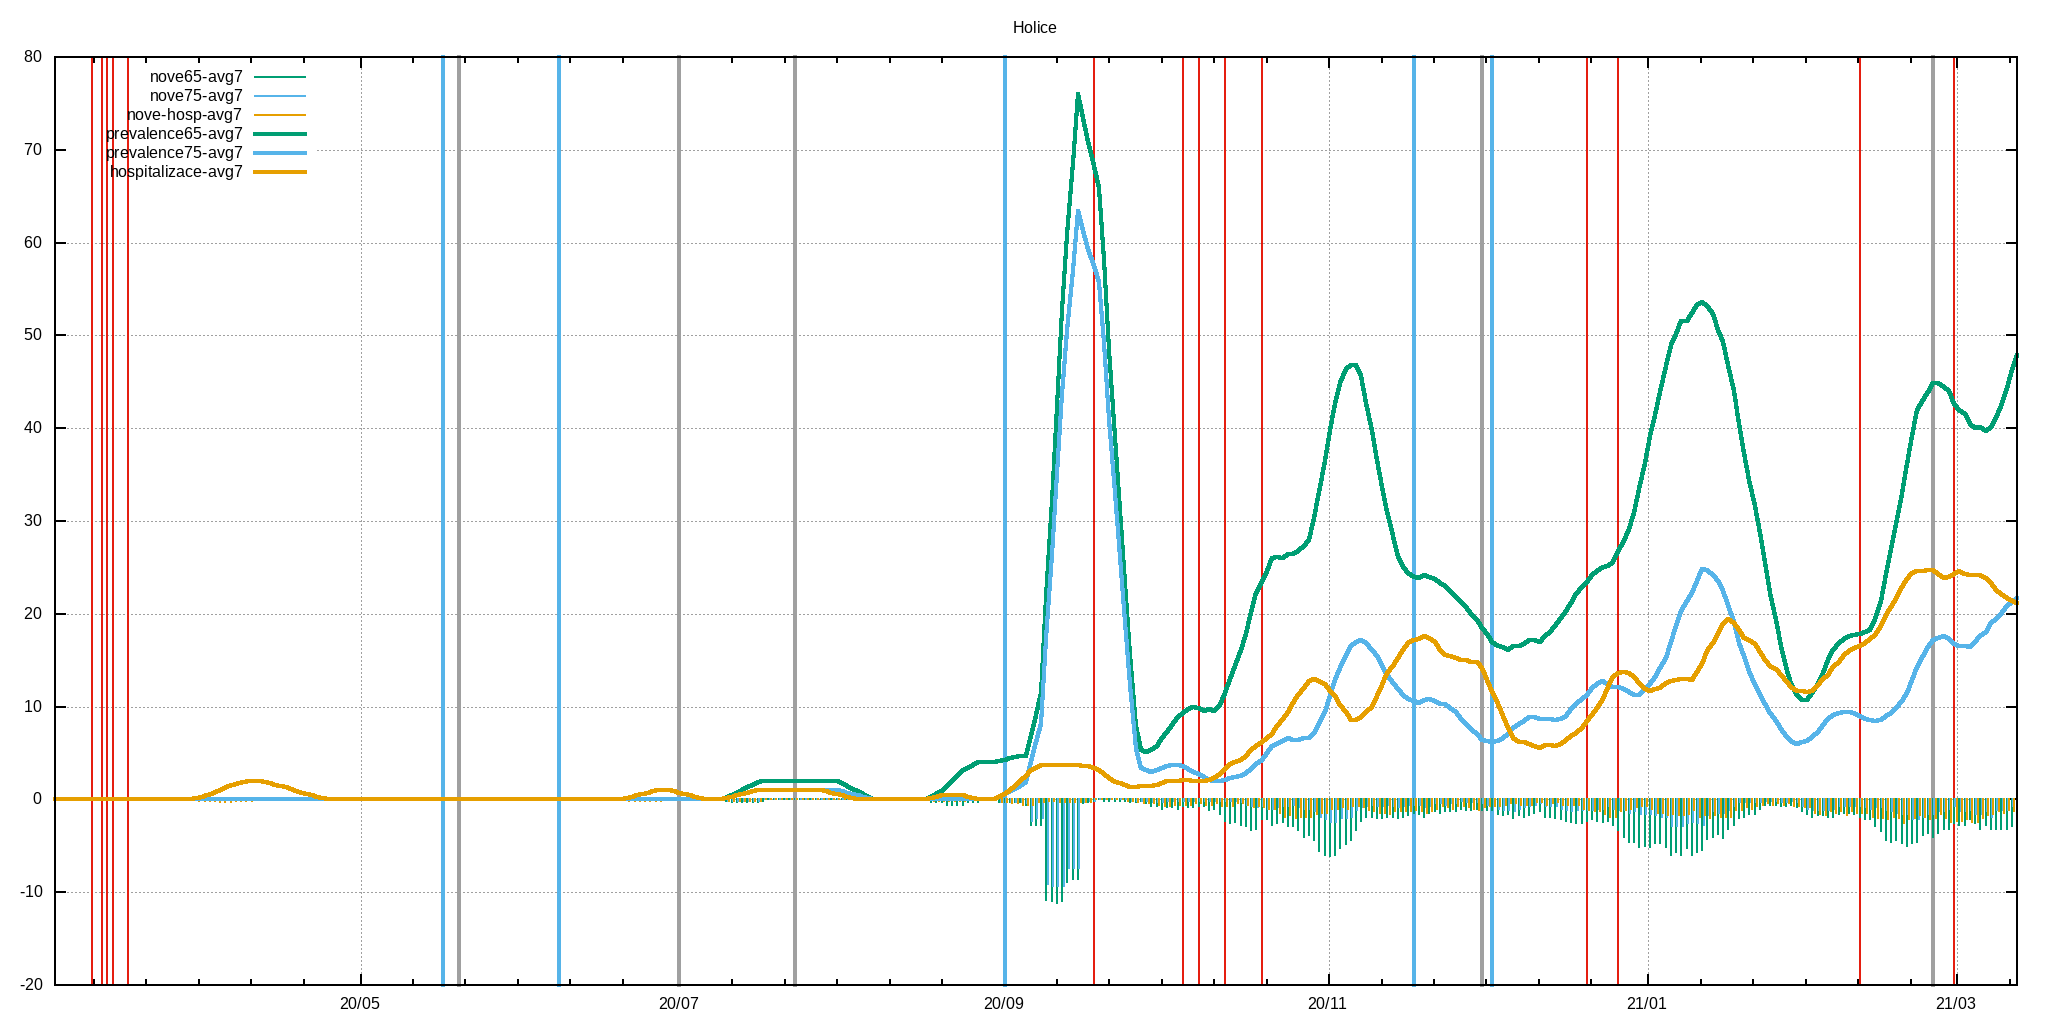 Holice
80
70
60
50
40
30
20
10
0
-10
-20
nove65-avg7
nove75-avg7
nove-hosp-avg7
prevalence65-avg7
prevalence75-avg7
hospitalizace-avg7
20/05 20/07 20/09 20/11 21/01 21/03